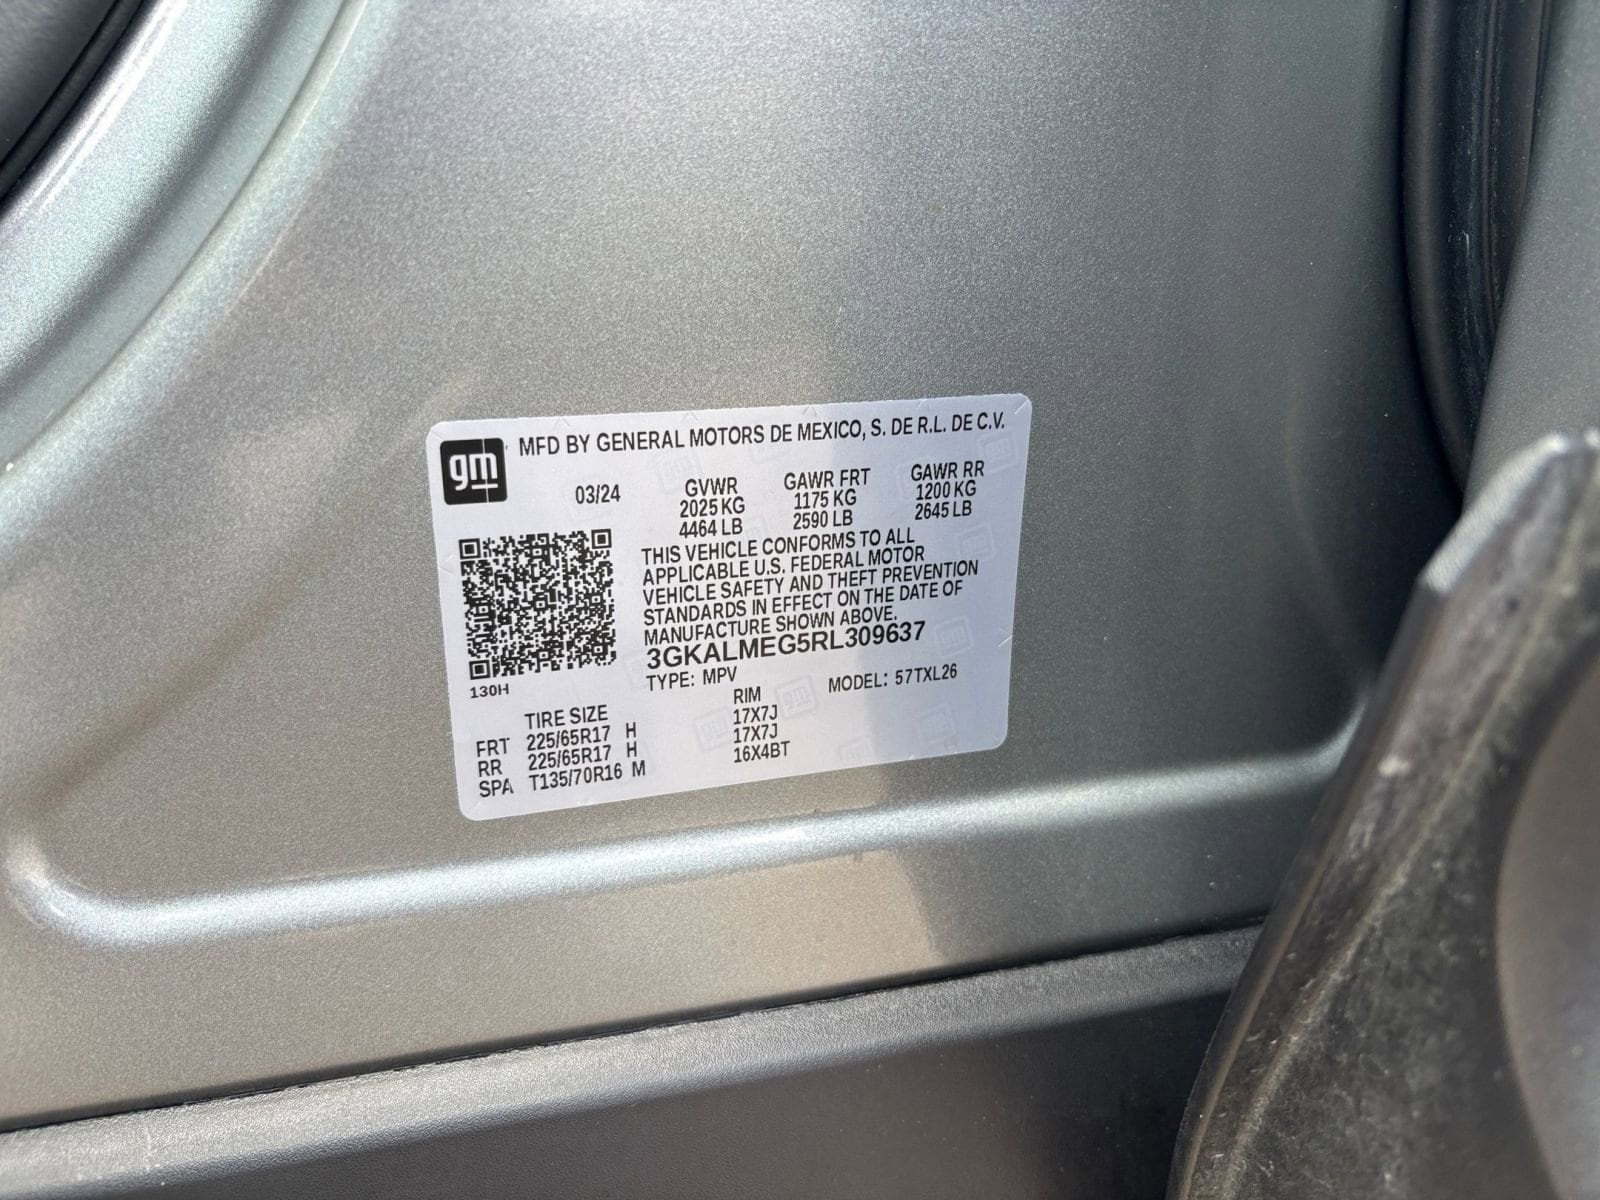 gm MFD BY GENERAL MOTORS DE MEXICO, S. DE R.L. DE C.V.
03/24 GVWR GAWR FRT GAWR RR
2025 KG 1175 KG 1200 KG
4464 LB 2590 LB 2645 LB
THIS VEHICLE CONFORMS TO ALL
APPLICABLE U.S. FEDERAL MOTOR
VEHICLE SAFETY AND THEFT PREVENTION
STANDARDS IN EFFECT ON THE DATE OF
MANUFACTURE SHOWN ABOVE.
3GKALMEG5RL309637
TYPE: MPV MODEL: 57TXL26
130H
TIRE SIZE RIM
FRT 225/65R17 H 17X7J
RR 225/65R17 H 17X7J
SPA T135/70R16 M 16X4BT